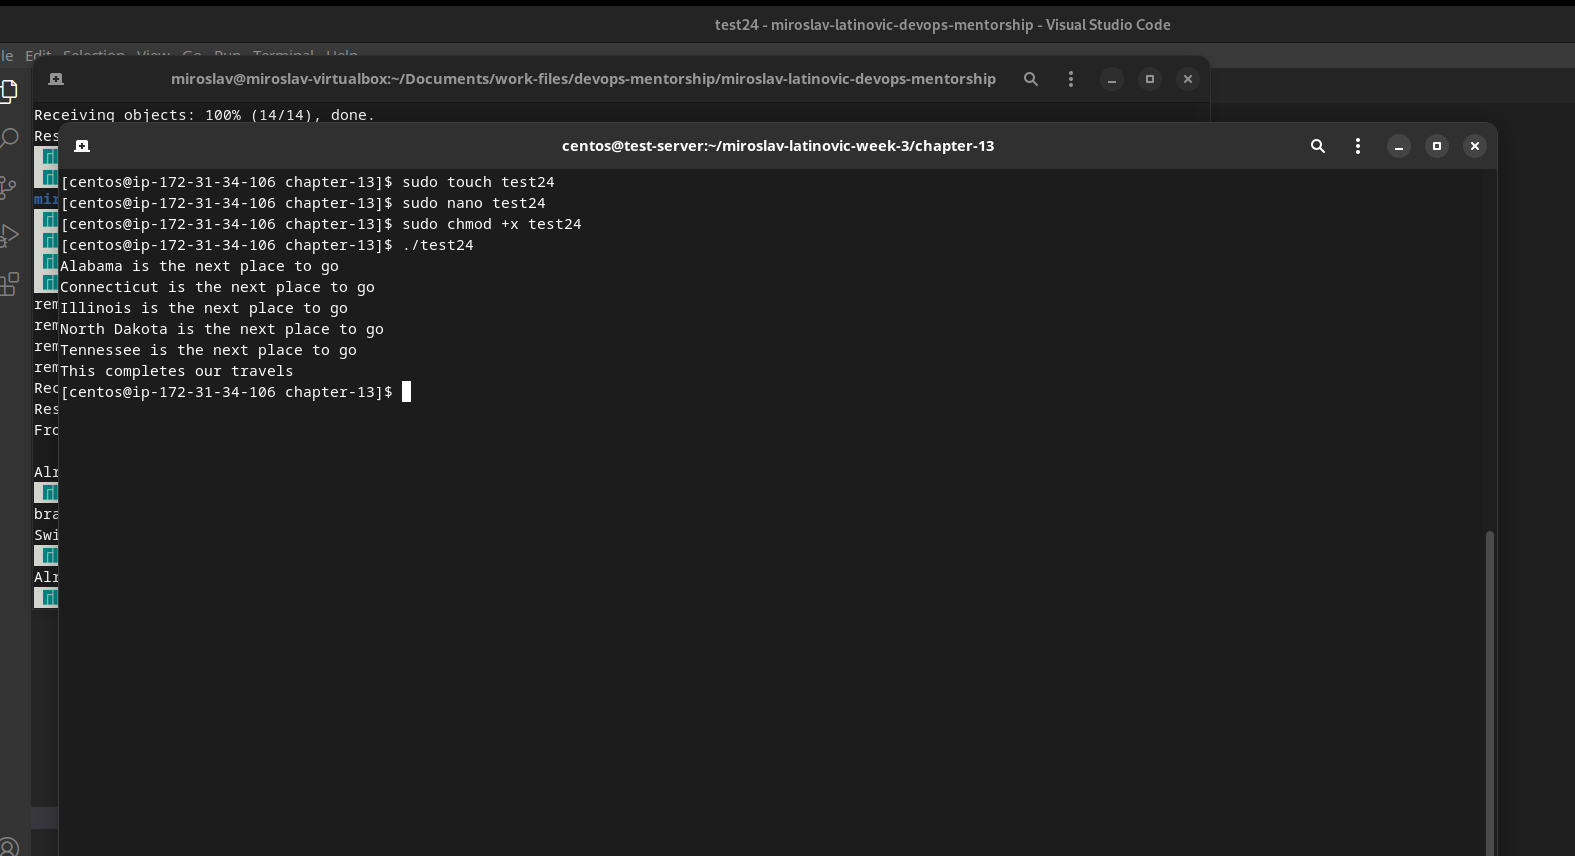 test24 - miroslav-latinovic-devops-mentorship - Visual Studio Code
le Edit Selection View Go Run Terminal Help
miroslav@miroslav-virtualbox:~/Documents/work-files/devops-mentorship/miroslav-latinovic-devops-mentorship
Receiving objects: 100% (14/14), done.
Res
centos@test-server:~/miroslav-latinovic-week-3/chapter-13
[centos@ip-172-31-34-106 chapter-13]$ sudo touch test24
mir [centos@ip-172-31-34-106 chapter-13]$ sudo nano test24
[centos@ip-172-31-34-106 chapter-13]$ sudo chmod +x test24
[centos@ip-172-31-34-106 chapter-13]$ ./test24
Alabama is the next place to go
Connecticut is the next place to go
rem Illinois is the next place to go
rem North Dakota is the next place to go
rem Tennessee is the next place to go
rem This completes our travels
Rec [centos@ip-172-31-34-106 chapter-13]$
Res
Fro
Alr
bra
Swi
Alr